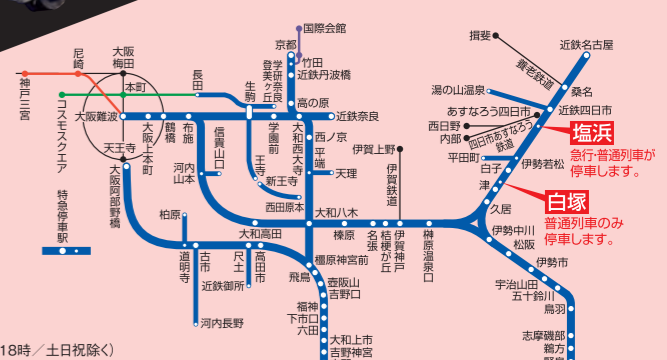 国際会館
京都
竹田
近鉄丹波橋
高の原
学研奈良
登美ヶ丘
生駒
長田
本町
大阪
梅田
尼崎
神戸三宮
コスモスクエア
大阪難波
大阪上本町
鶴橋
布施
学園前
大和西大寺
近鉄奈良
天王寺
大阪阿部野橋
河内
山本
信貴山口
王寺
新王寺
西田原本
西ノ京
平端
天理
特急停車駅
柏原
道明寺
古市
尺土
高田市
近鉄御所
河内長野
大和高田
大和八木
橿原神宮前
飛鳥
壺阪山
吉野口
福神
下市口
六田
大和上市
吉野神宮
榛原
名張
桔梗が丘
伊賀神戸
伊賀上野
伊賀鉄道
榊原温泉口
揖斐
養老鉄道
近鉄名古屋
桑名
湯の山温泉
近鉄四日市
あすなろう四日市
西日野
内部
四日市あすなろう
鉄道
平田町
塩浜
急行・普通列車が
停車します。
伊勢若松
白子
津
白塚
普通列車のみ
停車します。
久居
伊勢中川
松阪
伊勢市
宇治山田
五十鈴川
鳥羽
志摩磯部
鵜方
18時／土日祝除く）